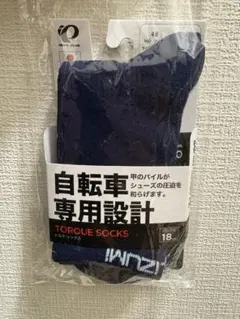 甲のパイルが
シューズの圧迫を
和らげます。
自転車
専用設計
TORQUE SOCKS
トルク ソックス
18
IZUMI